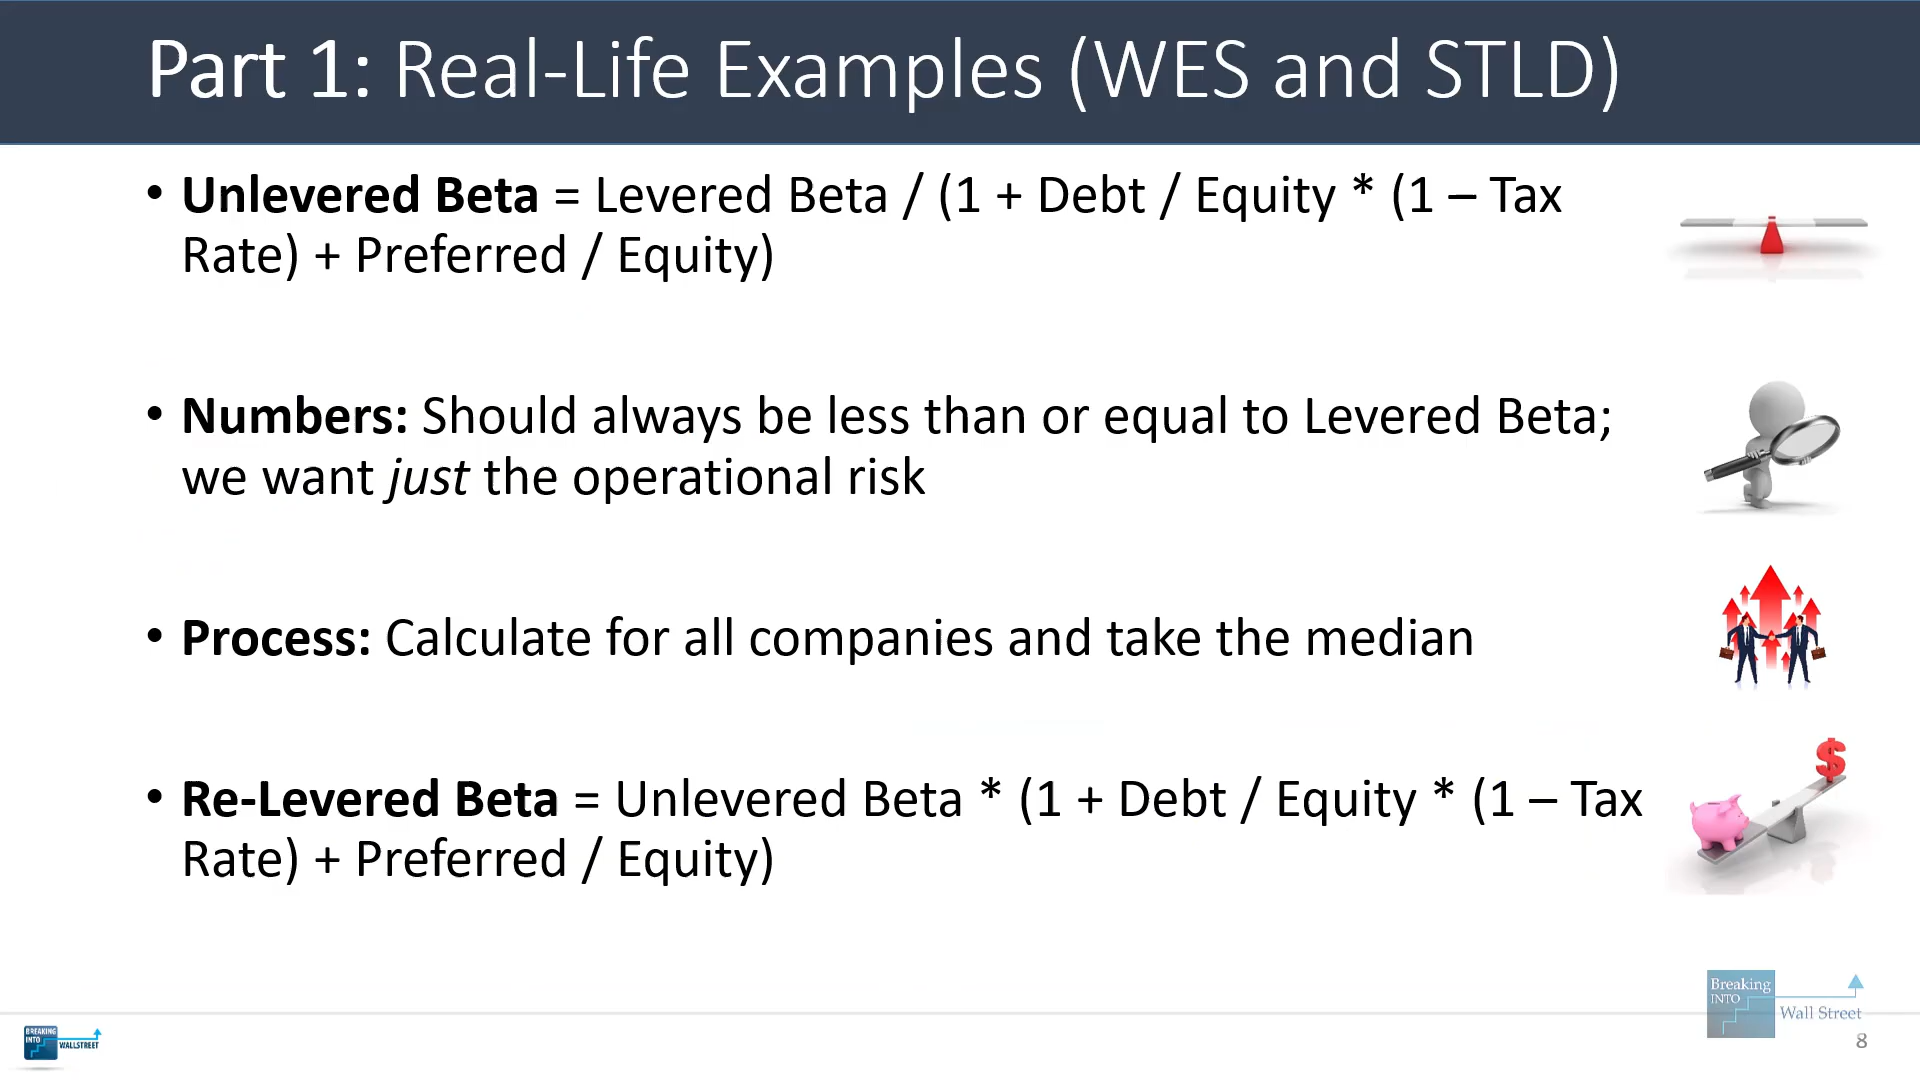 Part 1: Real-Life Examples (WES and STLD)
• Unlevered Beta = Levered Beta / (1 + Debt / Equity * (1 – Tax
Rate) + Preferred / Equity)
• Numbers: Should always be less than or equal to Levered Beta;
we want just the operational risk
• Process: Calculate for all companies and take the median
$
• Re-Levered Beta = Unlevered Beta * (1 + Debt / Equity * (1 – Tax
Rate) + Preferred / Equity)
Breaking
INTO
Wall Street
BREAKING
INTO
WALLSTREET
8